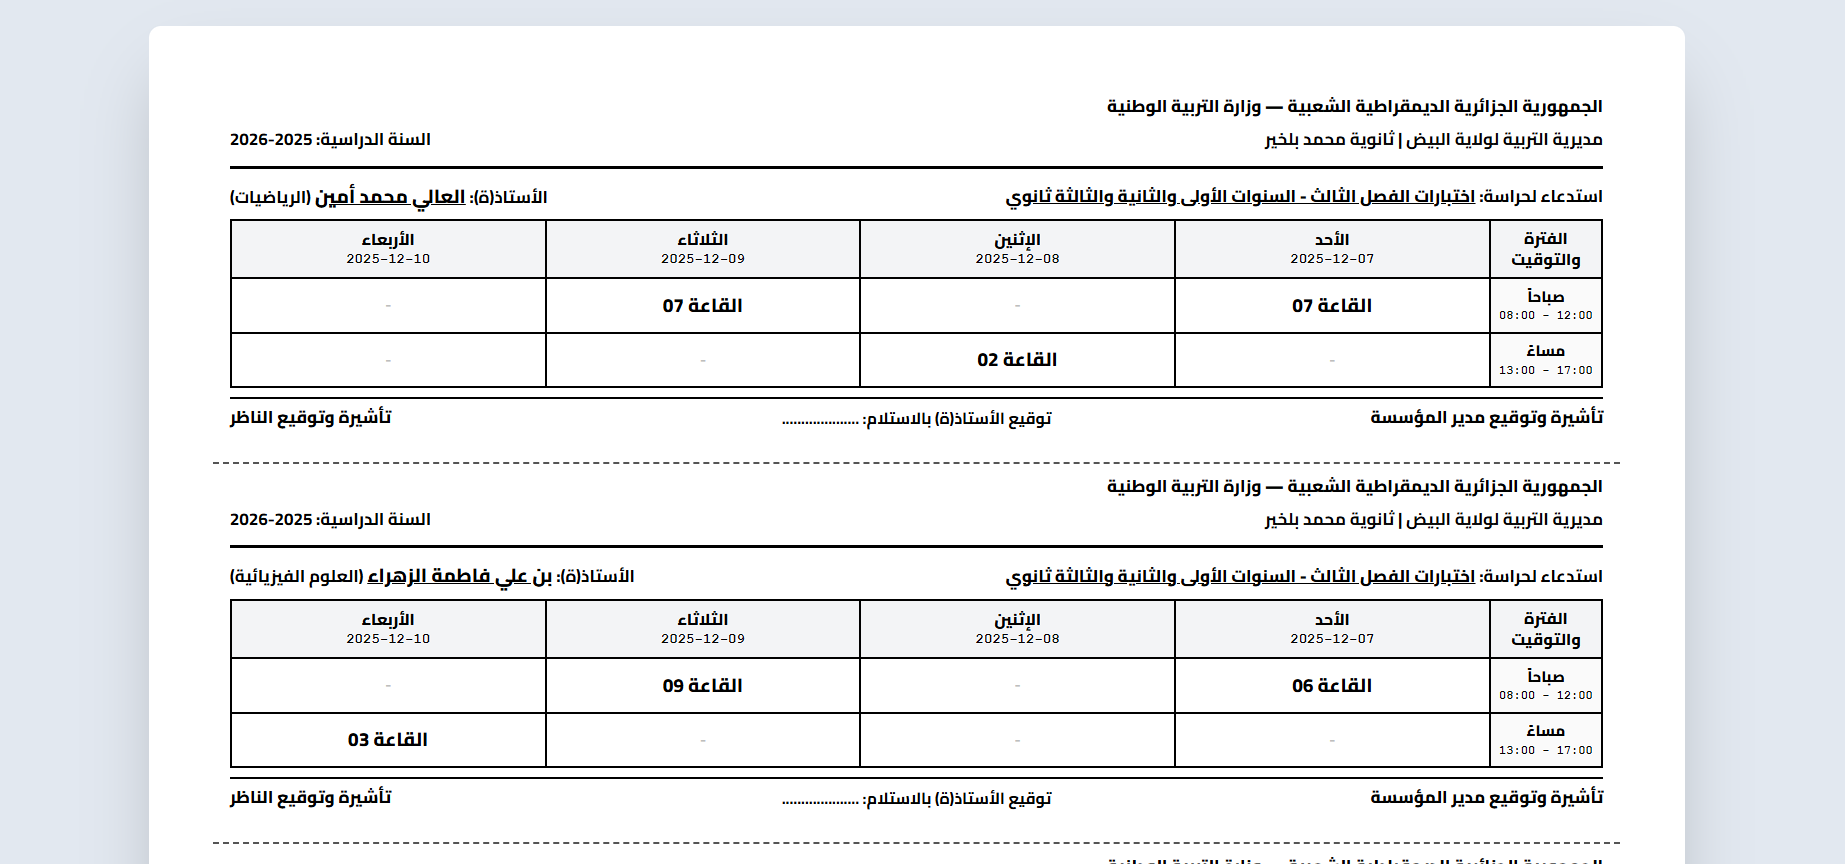 الجمهورية الجزائرية الديمقراطية الشعبية — وزارة التربية الوطنية
مديرية التربية لولاية البيض | ثانوية محمد بلخير
السنة الدراسية: 2025-2026
استدعاء لحراسة: اختبارات الفصل الثالث - السنوات الأولى والثانية والثالثة ثانوي
الأستاذ(ة): العالي محمد أمين (الرياضيات)
الفترة والتوقيت
الأحد
2025-12-07
الإثنين
2025-12-08
الثلاثاء
2025-12-09
الأربعاء
2025-12-10
صباحاً
08:00 - 12:00
القاعة 07
-
القاعة 07
-
مساءً
13:00 - 17:00
-
القاعة 02
-
-
تأشيرة وتوقيع مدير المؤسسة
توقيع الأستاذ(ة) بالاستلام: ....................
تأشيرة وتوقيع الناظر
الجمهورية الجزائرية الديمقراطية الشعبية — وزارة التربية الوطنية
مديرية التربية لولاية البيض | ثانوية محمد بلخير
السنة الدراسية: 2025-2026
استدعاء لحراسة: اختبارات الفصل الثالث - السنوات الأولى والثانية والثالثة ثانوي
الأستاذ(ة): بن علي فاطمة الزهراء (العلوم الفيزيائية)
الفترة والتوقيت
الأحد
2025-12-07
الإثنين
2025-12-08
الثلاثاء
2025-12-09
الأربعاء
2025-12-10
صباحاً
08:00 - 12:00
القاعة 06
-
القاعة 09
-
مساءً
13:00 - 17:00
-
-
-
القاعة 03
تأشيرة وتوقيع مدير المؤسسة
توقيع الأستاذ(ة) بالاستلام: ....................
تأشيرة وتوقيع الناظر